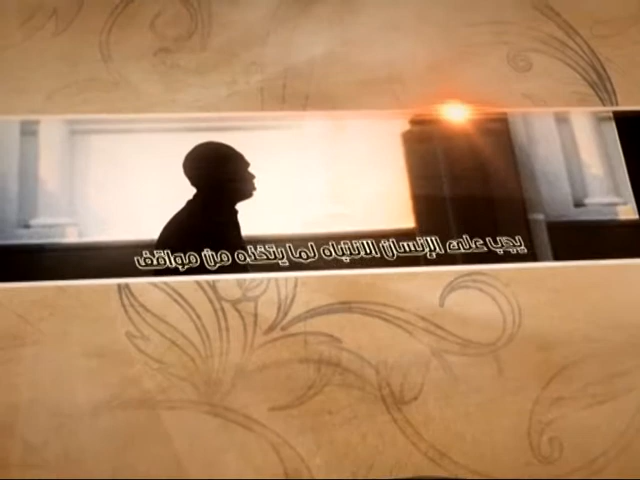 يجب على الإنسان الانتباه لما يتخذه من مواقف